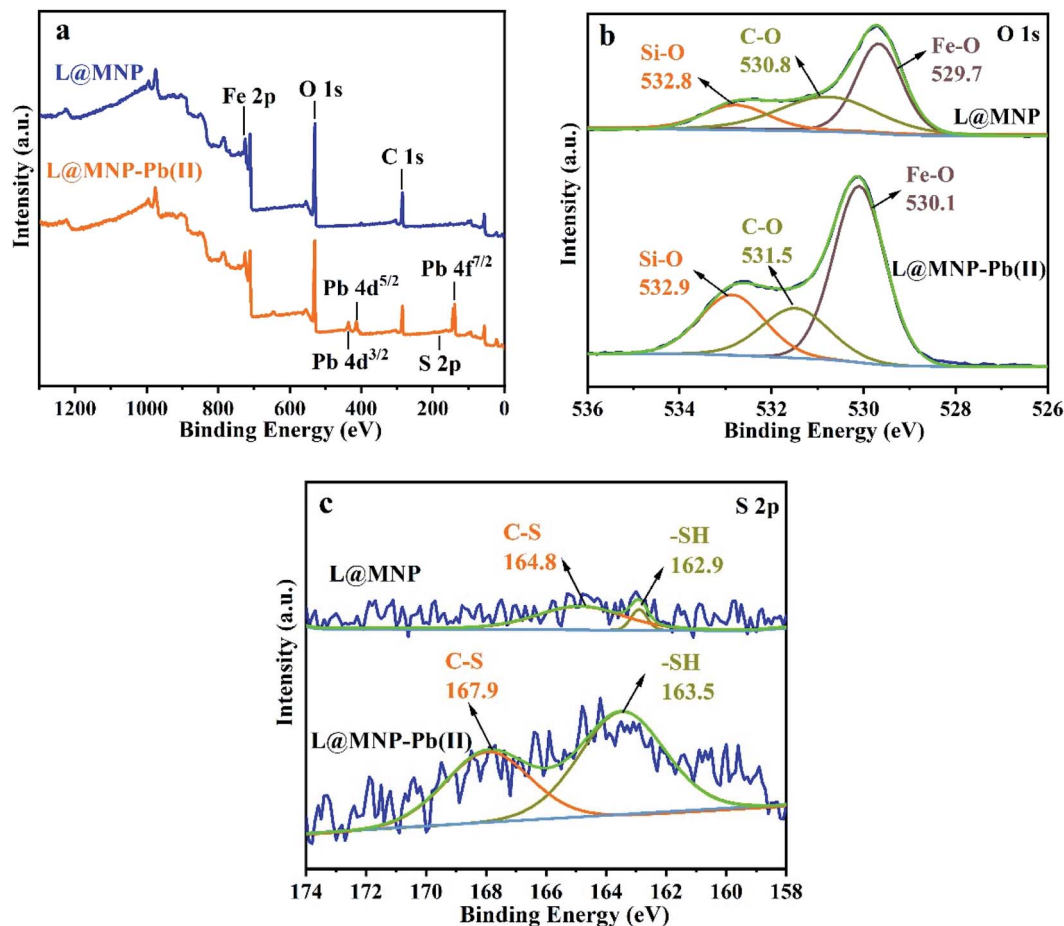 a
L@MNP
Fe 2p
O 1s
C 1s
L@MNP-Pb(II)
Pb 4d5/2
Pb 4f7/2
Pb 4d3/2
S 2p
Intensity (a.u.)
1200 1000 800 600 400 200 0
Binding Energy (eV)
b
O 1s
Si-O
532.8
C-O
530.8
Fe-O
529.7
L@MNP
Fe-O
530.1
Si-O
532.9
C-O
531.5
L@MNP-Pb(II)
Intensity (a.u.)
536 534 532 530 528 526
Binding Energy (eV)
c
S 2p
C-S
164.8
-SH
162.9
L@MNP
C-S
167.9
-SH
163.5
L@MNP-Pb(II)
Intensity (a.u.)
174 172 170 168 166 164 162 160 158
Binding Energy (eV)